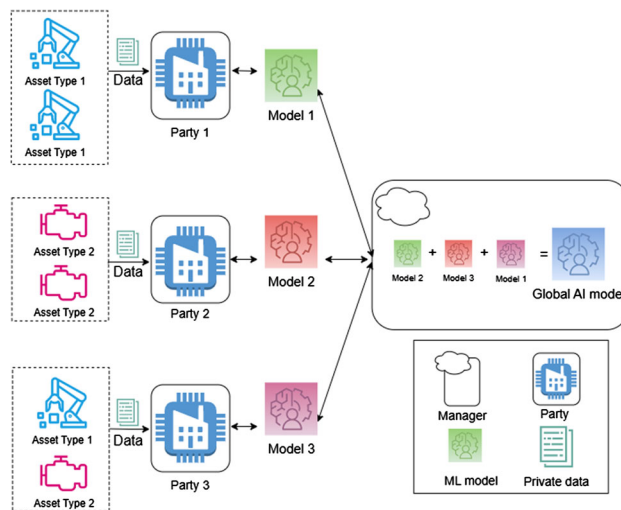 Asset Type 1
Data
Asset Type 1
Party 1
Model 1
Asset Type 2
Data
Asset Type 2
Party 2
Model 2
Model 2
+
Model 3
+
Model 1
=
Global AI model
Asset Type 1
Data
Asset Type 2
Party 3
Model 3
Manager
Party
ML model
Private data